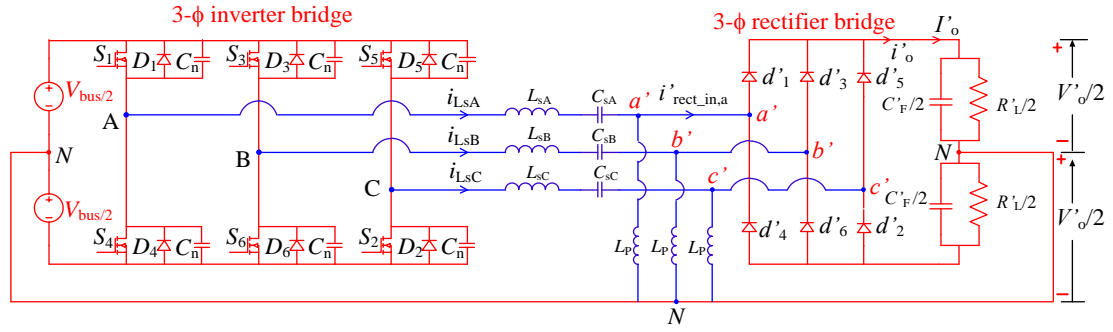 3-ϕ inverter bridge
3-ϕ rectifier bridge
I'o
i'o
S1 D1 Cn S3 D3 Cn S5 D5 Cn
d'1 d'3 d'5
+
Vbus/2
iLsA LsA CsA a' i'rect_in,a a'
C'F/2 R'L/2
V'o/2
A
iLsB LsB CsB b' b'
N
B
N
−
+
iLsC LsC CsC c' c'
C
Vbus/2
C'F/2 R'L/2
V'o/2
S4 D4 Cn S6 D6 Cn S2 D2 Cn
LP LP LP
d'4 d'6 d'2
−
N